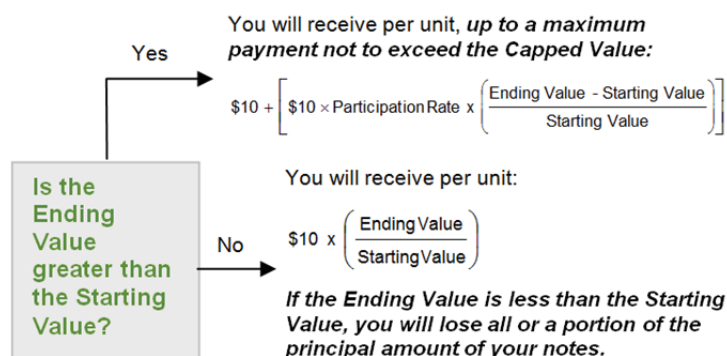 You will receive per unit, up to a maximum
payment not to exceed the Capped Value:
Yes
$10 + [ $10 × Participation Rate x ( Ending Value - Starting Value / Starting Value ) ]
Is the
Ending
Value
greater than
the Starting
Value?
No
You will receive per unit:
$10 x ( Ending Value / Starting Value )
If the Ending Value is less than the Starting
Value, you will lose all or a portion of the
principal amount of your notes.